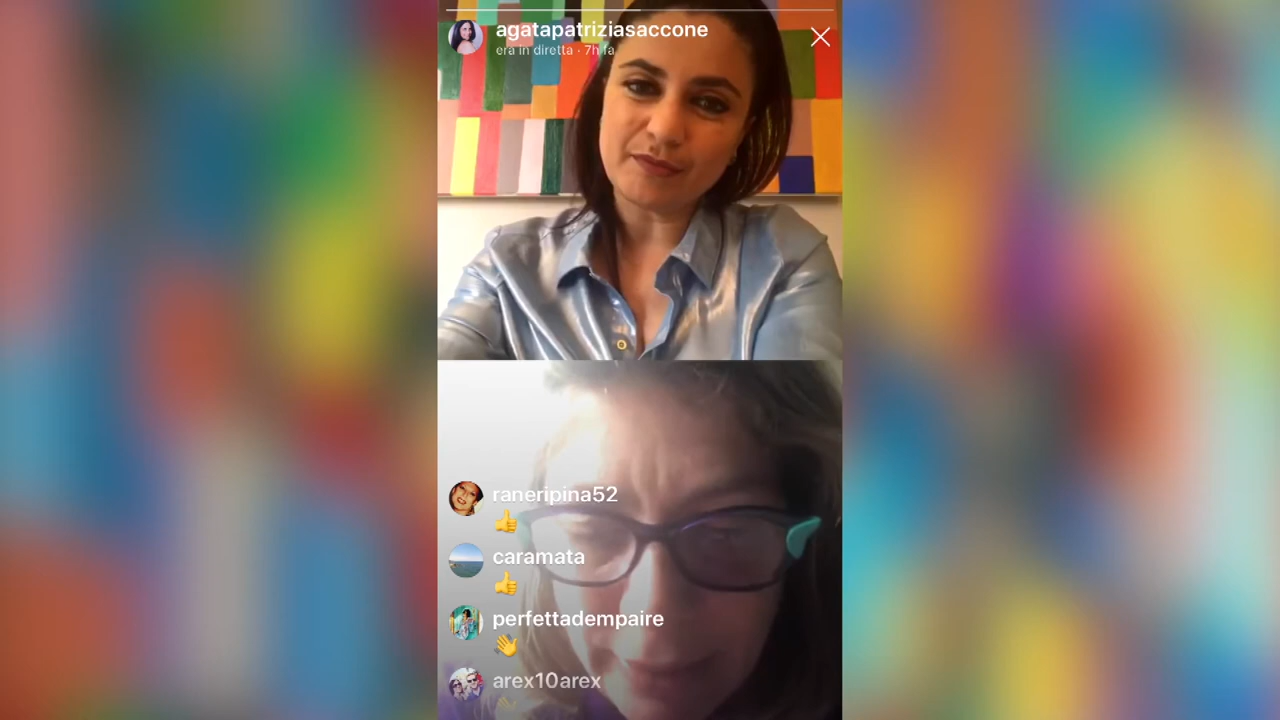 agatapatriziasaccone
era in diretta · 7h fa
raneripina52
👍
caramata
👍
perfettadempaire
👋
arex10arex
👋